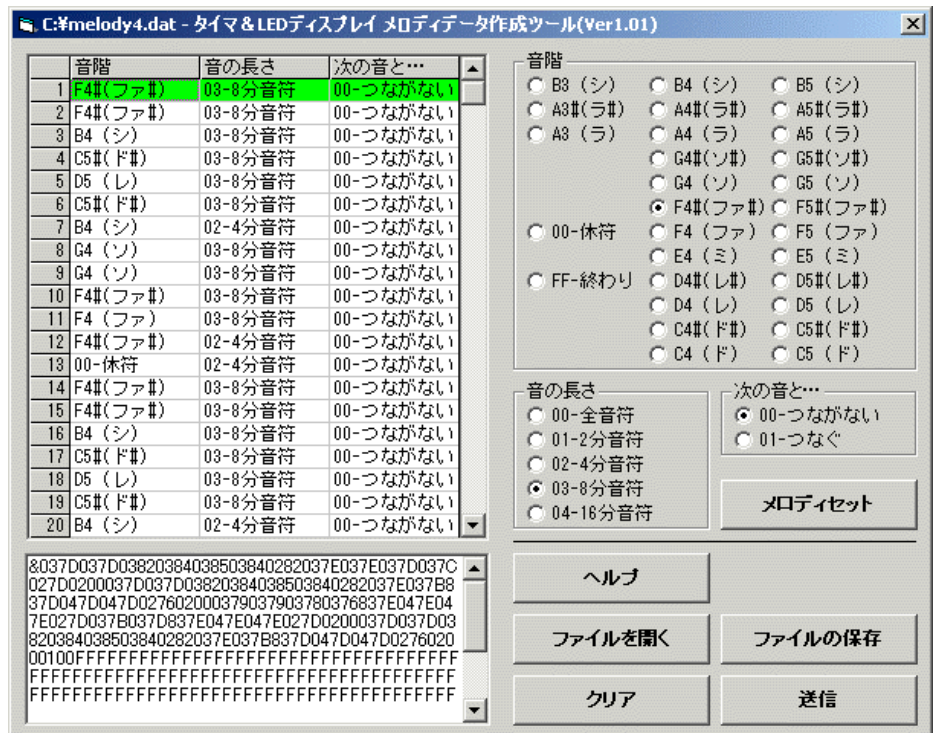 C:¥melody4.dat - タイマ＆LEDディスプレイ メロディデータ作成ツール(Ver1.01)
音階 音の長さ 次の音と…
1 F4#(ファ#) 03-8分音符 00-つながない
2 F4#(ファ#) 03-8分音符 00-つながない
3 B4 (シ) 03-8分音符 00-つながない
4 C5#(ド#) 03-8分音符 00-つながない
5 D5 (レ) 03-8分音符 00-つながない
6 C5#(ド#) 03-8分音符 00-つながない
7 B4 (シ) 02-4分音符 00-つながない
8 G4 (ソ) 03-8分音符 00-つながない
9 G4 (ソ) 03-8分音符 00-つながない
10 F4#(ファ#) 03-8分音符 00-つながない
11 F4 (ファ) 03-8分音符 00-つながない
12 F4#(ファ#) 02-4分音符 00-つながない
13 00-休符 02-4分音符 00-つながない
14 F4#(ファ#) 03-8分音符 00-つながない
15 F4#(ファ#) 03-8分音符 00-つながない
16 B4 (シ) 03-8分音符 00-つながない
17 C5#(ド#) 03-8分音符 00-つながない
18 D5 (レ) 03-8分音符 00-つながない
19 C5#(ド#) 03-8分音符 00-つながない
20 B4 (シ) 02-4分音符 00-つながない
&037D037D03820384038503840282037E037E037D037C
027D0200037D037D03820384038503840282037E037B8
37D047D047D0276020003790379037803768​37E047E04
7E027D037B037D837E047E047E027D0200037D037D03
820384038503840282037E037B837D047D047D0276020
00100FFFFFFFFFFFFFFFFFFFFFFFFFFFFFFFFFFFFFF
FFFFFFFFFFFFFFFFFFFFFFFFFFFFFFFFFFFFFFFFFF
FFFFFFFFFFFFFFFFFFFFFFFFFFFFFFFFFFFFFFFFFF
音階
B3 (シ) B4 (シ) B5 (シ)
A3#(ラ#) A4#(ラ#) A5#(ラ#)
A3 (ラ) A4 (ラ) A5 (ラ)
G4#(ソ#) G5#(ソ#)
G4 (ソ) G5 (ソ)
F4#(ファ#) F5#(ファ#)
00-休符 F4 (ファ) F5 (ファ)
E4 (ミ) E5 (ミ)
FF-終わり D4#(レ#) D5#(レ#)
D4 (レ) D5 (レ)
C4#(ド#) C5#(ド#)
C4 (ド) C5 (ド)
音の長さ
00-全音符
01-2分音符
02-4分音符
03-8分音符
04-16分音符
次の音と…
00-つながない
01-つなぐ
メロディセット
ヘルプ
ファイルを開く ファイルの保存
クリア 送信